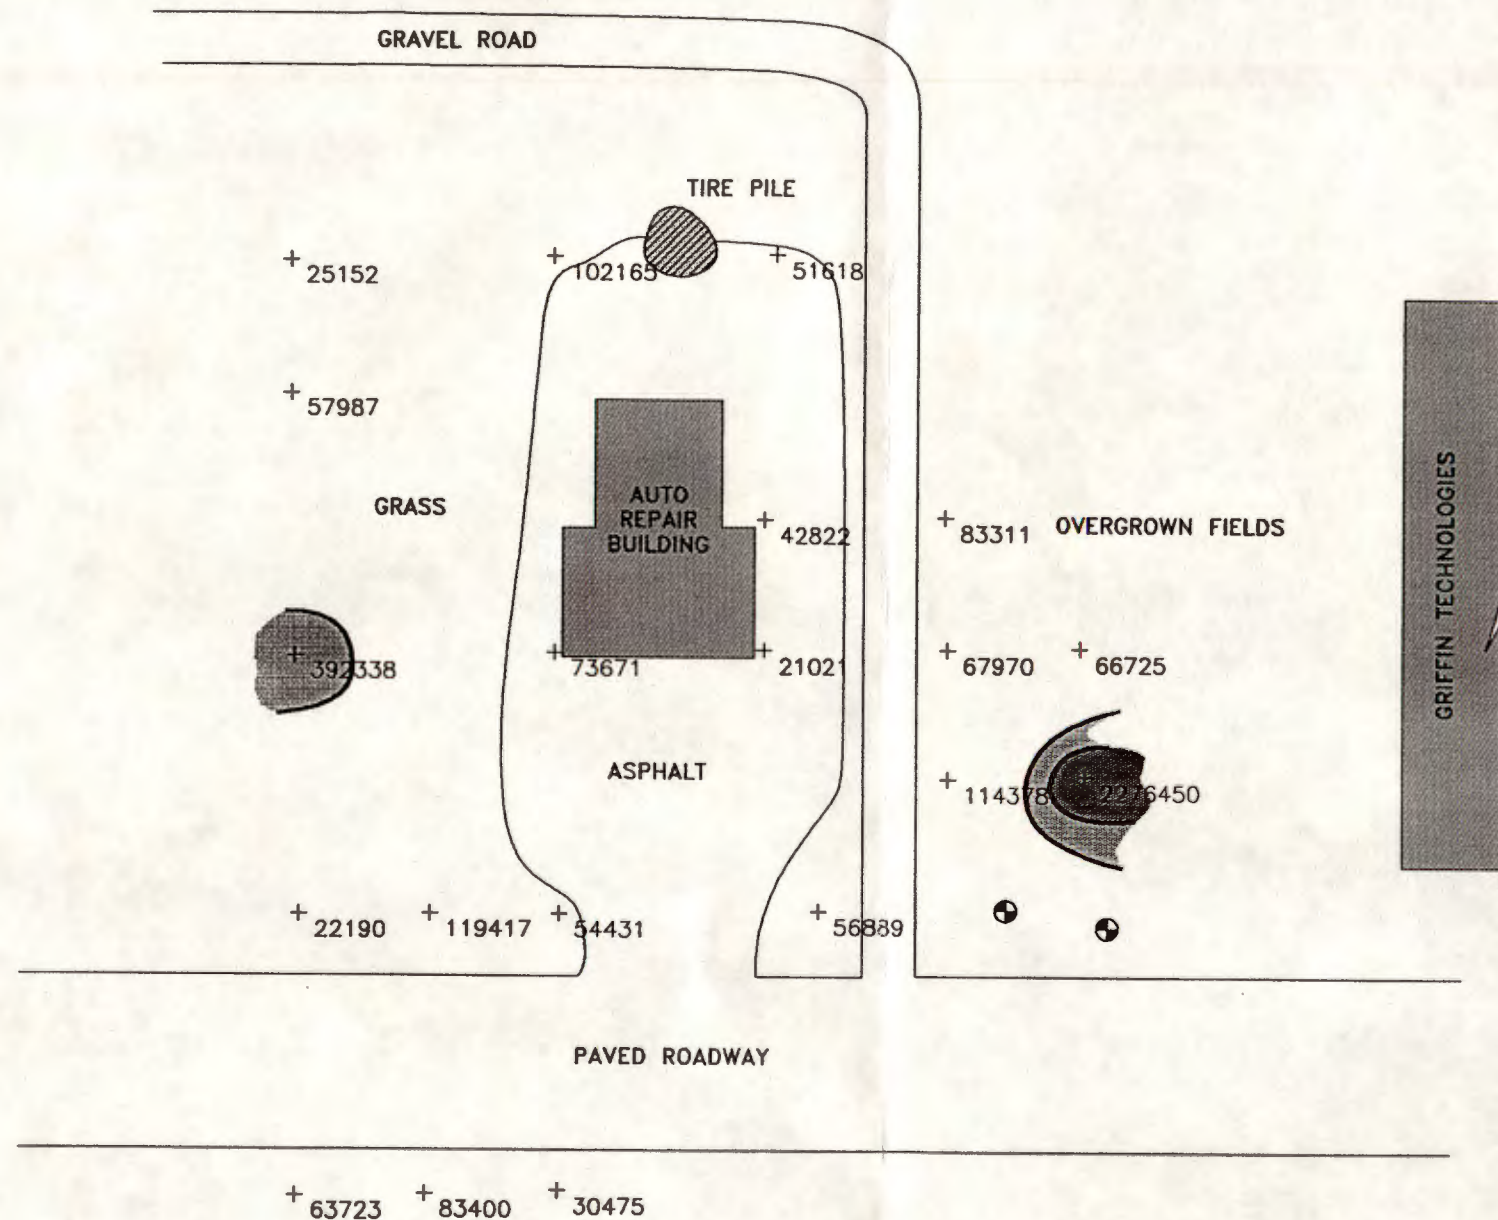 GRAVEL ROAD
TIRE PILE
25152
102165
51618
57987
GRASS
AUTO
REPAIR
BUILDING
42822
83311
OVERGROWN FIELDS
GRIFFIN TECHNOLOGIES
392338
73671
21021
67970
66725
ASPHALT
114378
2276450
22190
119417
54431
56889
PAVED ROADWAY
63723
83400
30475